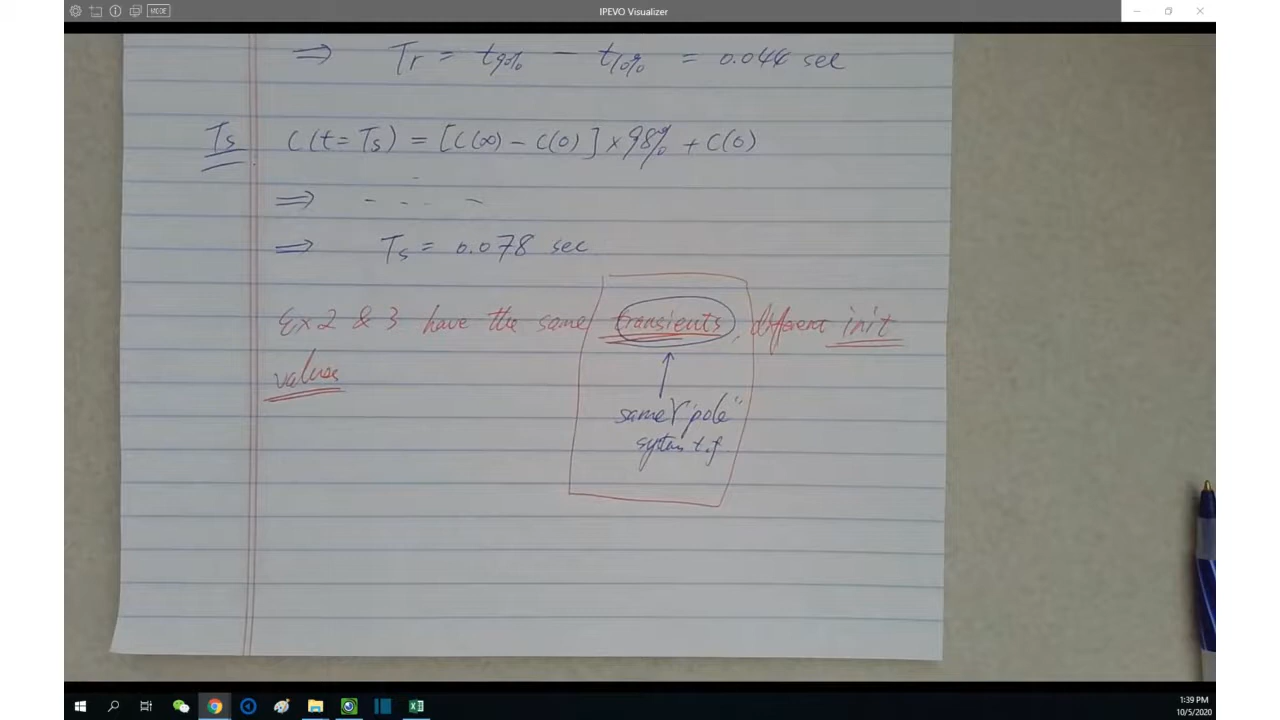 IPEVO Visualizer
MODE
⇒ Tr = t90% - t10% = 0.044 sec
Ts C(t=Ts) = [C(∞) - C(0)] × 98% + C(0)
⇒ - - . . . -
⇒ Ts = 0.078 sec
Ex 2 & 3 have the same transients, different init
values
same "pole"
system t.f
1:39 PM
10/5/2020